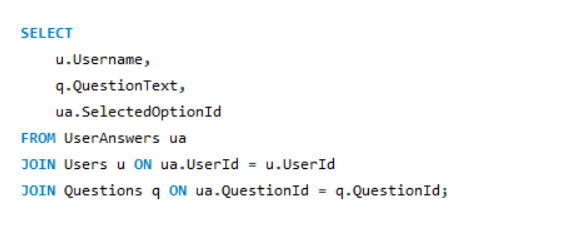 SELECT
    u.Username,
    q.QuestionText,
    ua.SelectedOptionId
FROM UserAnswers ua
JOIN Users u ON ua.UserId = u.UserId
JOIN Questions q ON ua.QuestionId = q.QuestionId;